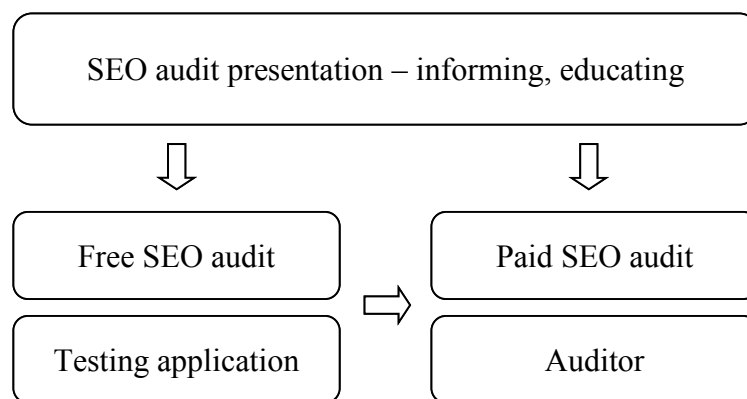 SEO audit presentation – informing, educating
Free SEO audit
Paid SEO audit
Testing application
Auditor